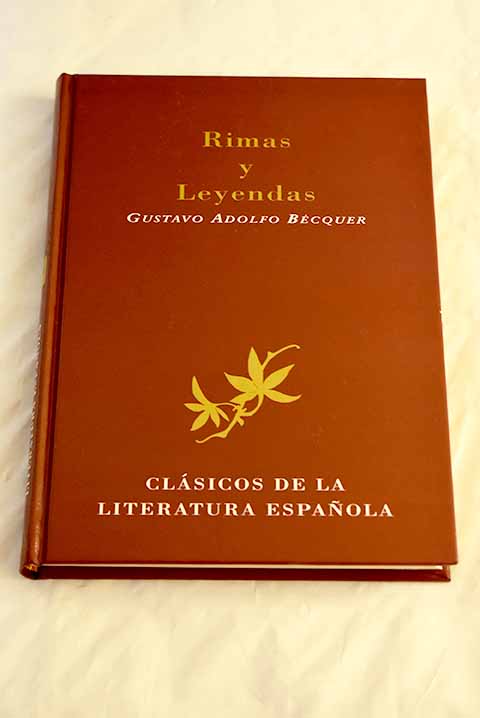 Rimas
y
Leyendas
GUSTAVO ADOLFO BÉCQUER
CLÁSICOS DE LA
LITERATURA ESPAÑOLA